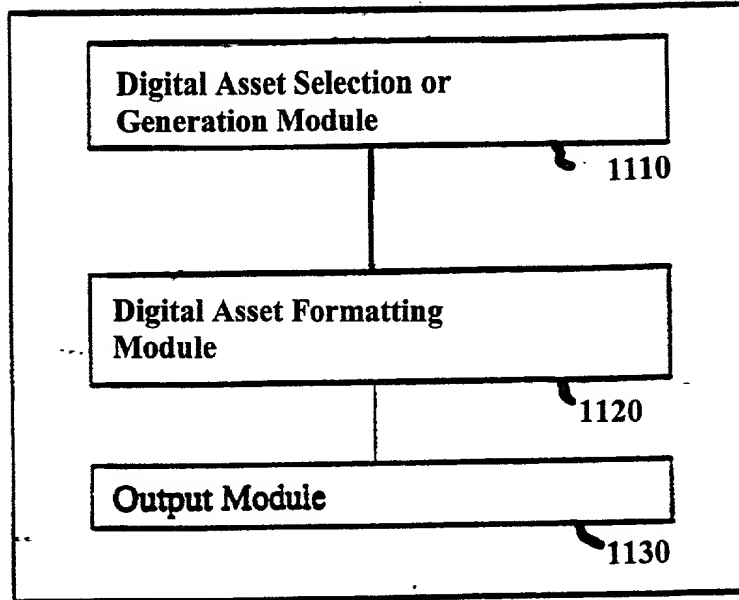 Digital Asset Selection or
Generation Module
1110
Digital Asset Formatting
Module
1120
Output Module
1130